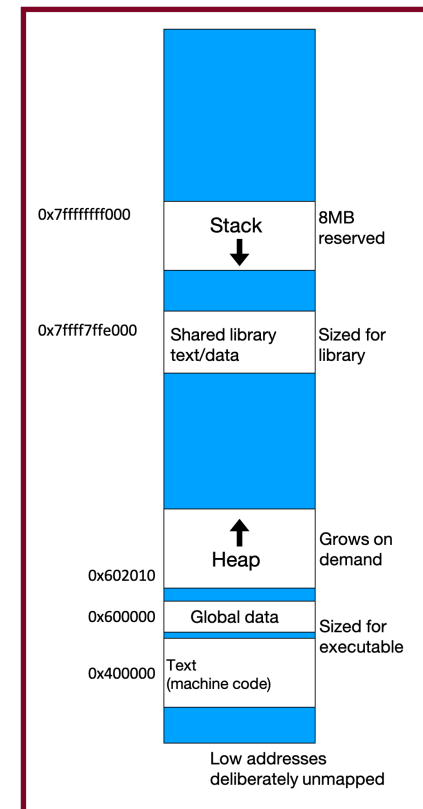 0x7ffffffff000
Stack
8MB
reserved
0x7ffff7ffe000
Shared library
text/data
Sized for
library
Heap
Grows on
demand
0x602010
0x600000
Global data
Sized for
executable
0x400000
Text
(machine code)
Low addresses
deliberately unmapped